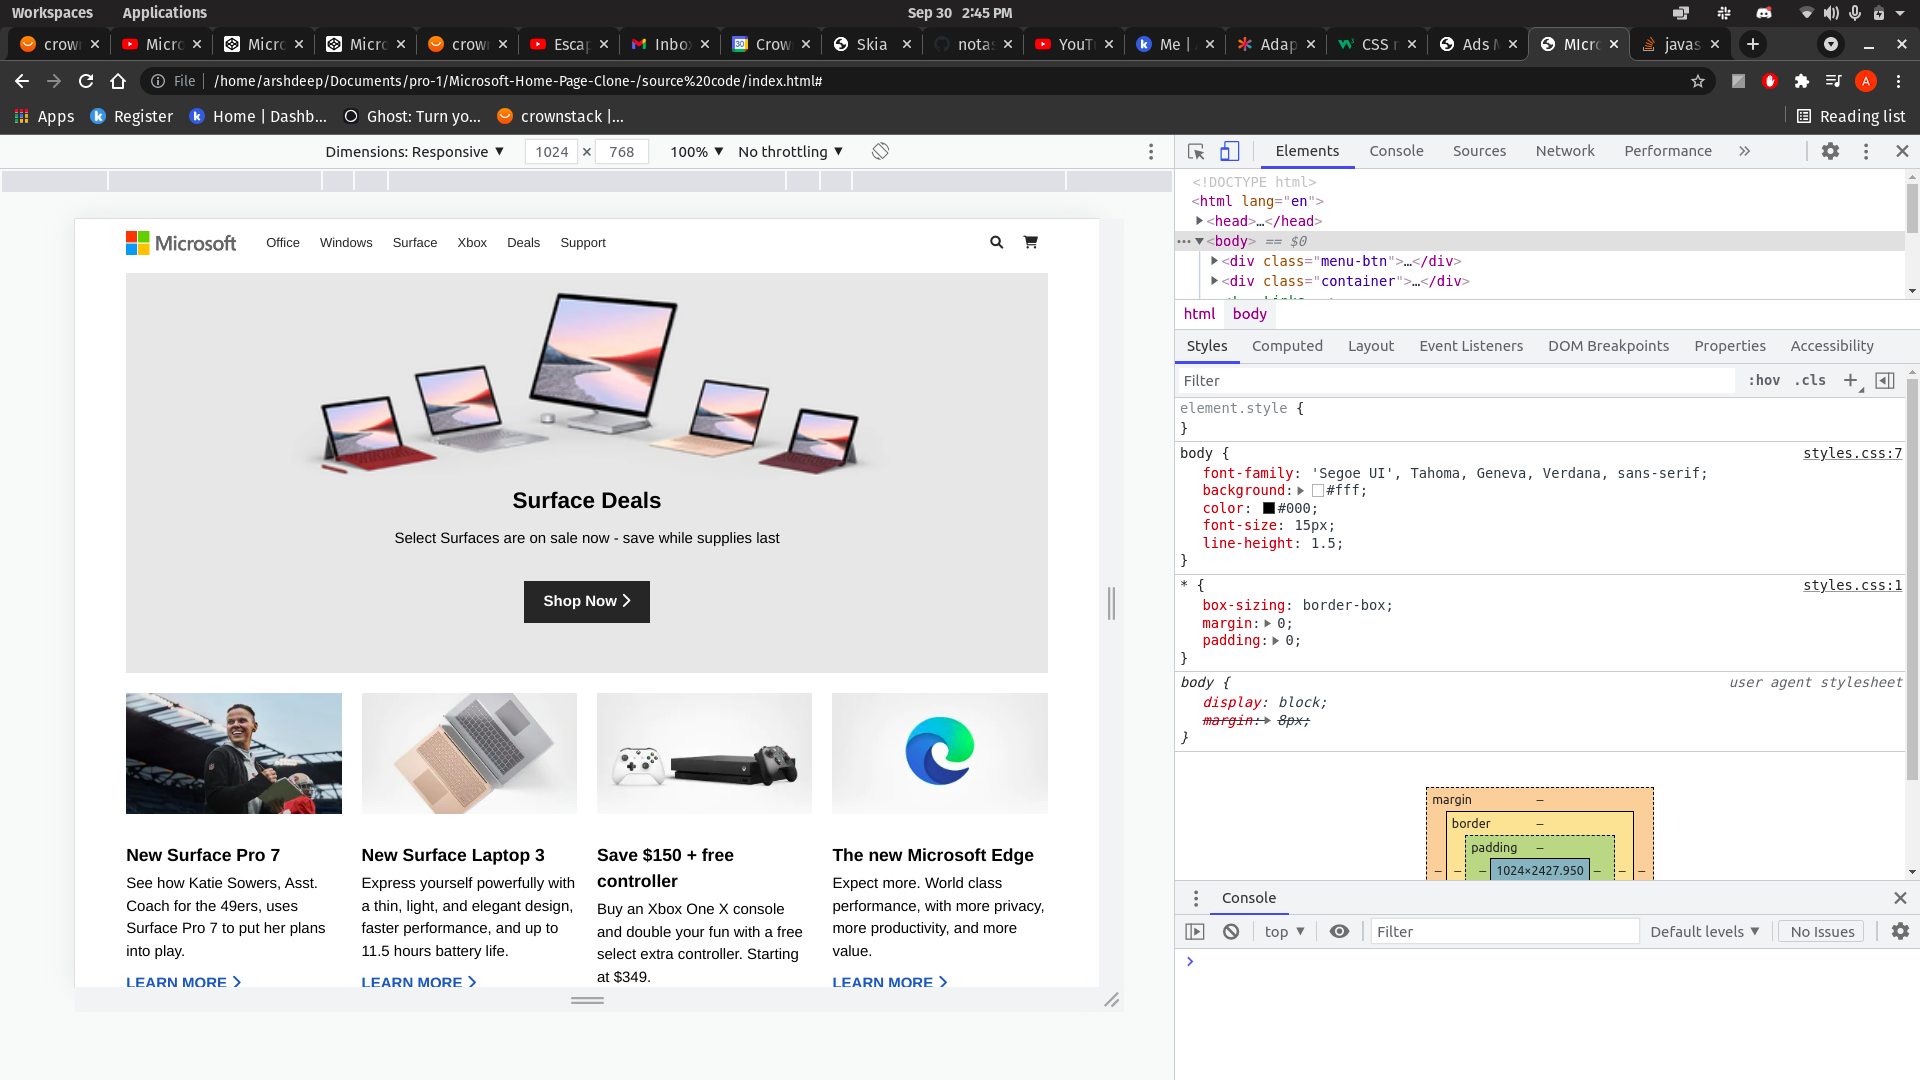 Workspaces Applications Sep 30 2:45 PM
crow Micro Micro Micro crow Escap Inbo Crow Skia nota YouT Me | Adap CSS r Ads M MIcro javas
File /home/arshdeep/Documents/pro-1/Microsoft-Home-Page-Clone-/source%20code/index.html# A
Apps Register Home | Dashb... Ghost: Turn yo... crownstack |... Reading list
Dimensions: Responsive 1024 × 768 100% No throttling
Elements Console Sources Network Performance
<!DOCTYPE html>
<html lang="en">
<head>…</head>
<body> == $0
<div class="menu-btn">…</div>
<div class="container">…</div>
html body
Styles Computed Layout Event Listeners DOM Breakpoints Properties Accessibility
Filter :hov .cls
element.style {
}
body { styles.css:7
font-family: 'Segoe UI', Tahoma, Geneva, Verdana, sans-serif;
background: #fff;
color: #000;
font-size: 15px;
line-height: 1.5;
}
* { styles.css:1
box-sizing: border-box;
margin: 0;
padding: 0;
}
body { user agent stylesheet
display: block;
margin: 8px;
}
margin –
border –
padding –
– – – 1024×2427.950 – – –
Console
top Filter Default levels No Issues
Microsoft Office Windows Surface Xbox Deals Support
Surface Deals
Select Surfaces are on sale now - save while supplies last
Shop Now
New Surface Pro 7
See how Katie Sowers, Asst.
Coach for the 49ers, uses
Surface Pro 7 to put her plans
into play.
LEARN MORE
New Surface Laptop 3
Express yourself powerfully with
a thin, light, and elegant design,
faster performance, and up to
11.5 hours battery life.
LEARN MORE
Save $150 + free
controller
Buy an Xbox One X console
and double your fun with a free
select extra controller. Starting
at $349.
The new Microsoft Edge
Expect more. World class
performance, with more privacy,
more productivity, and more
value.
LEARN MORE